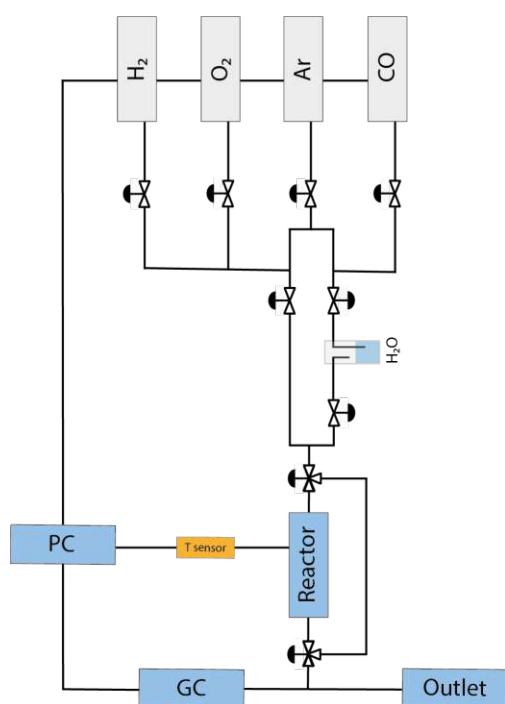 H₂
O₂
Ar
CO
H₂O
PC
T sensor
Reactor
GC
Outlet